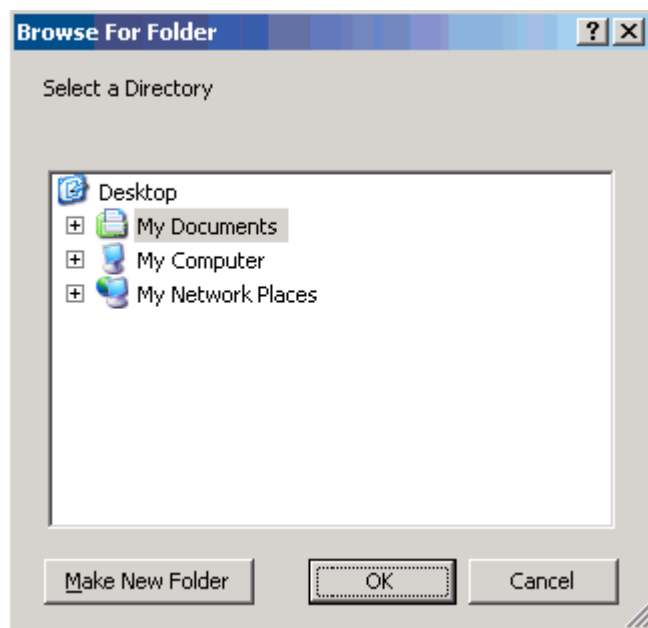 Browse For Folder
Select a Directory
Desktop
My Documents
My Computer
My Network Places
Make New Folder
OK
Cancel